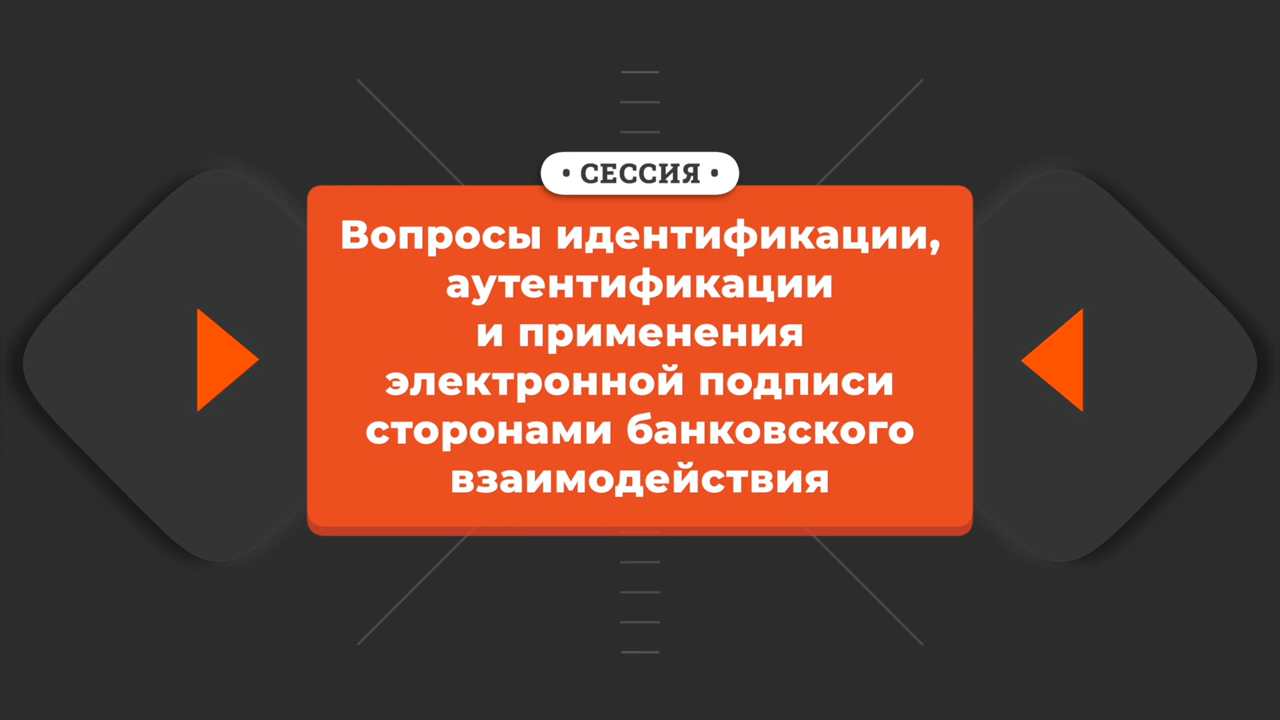 • СЕССИЯ •
Вопросы идентификации,
аутентификации
и применения
электронной подписи
сторонами банковского
взаимодействия